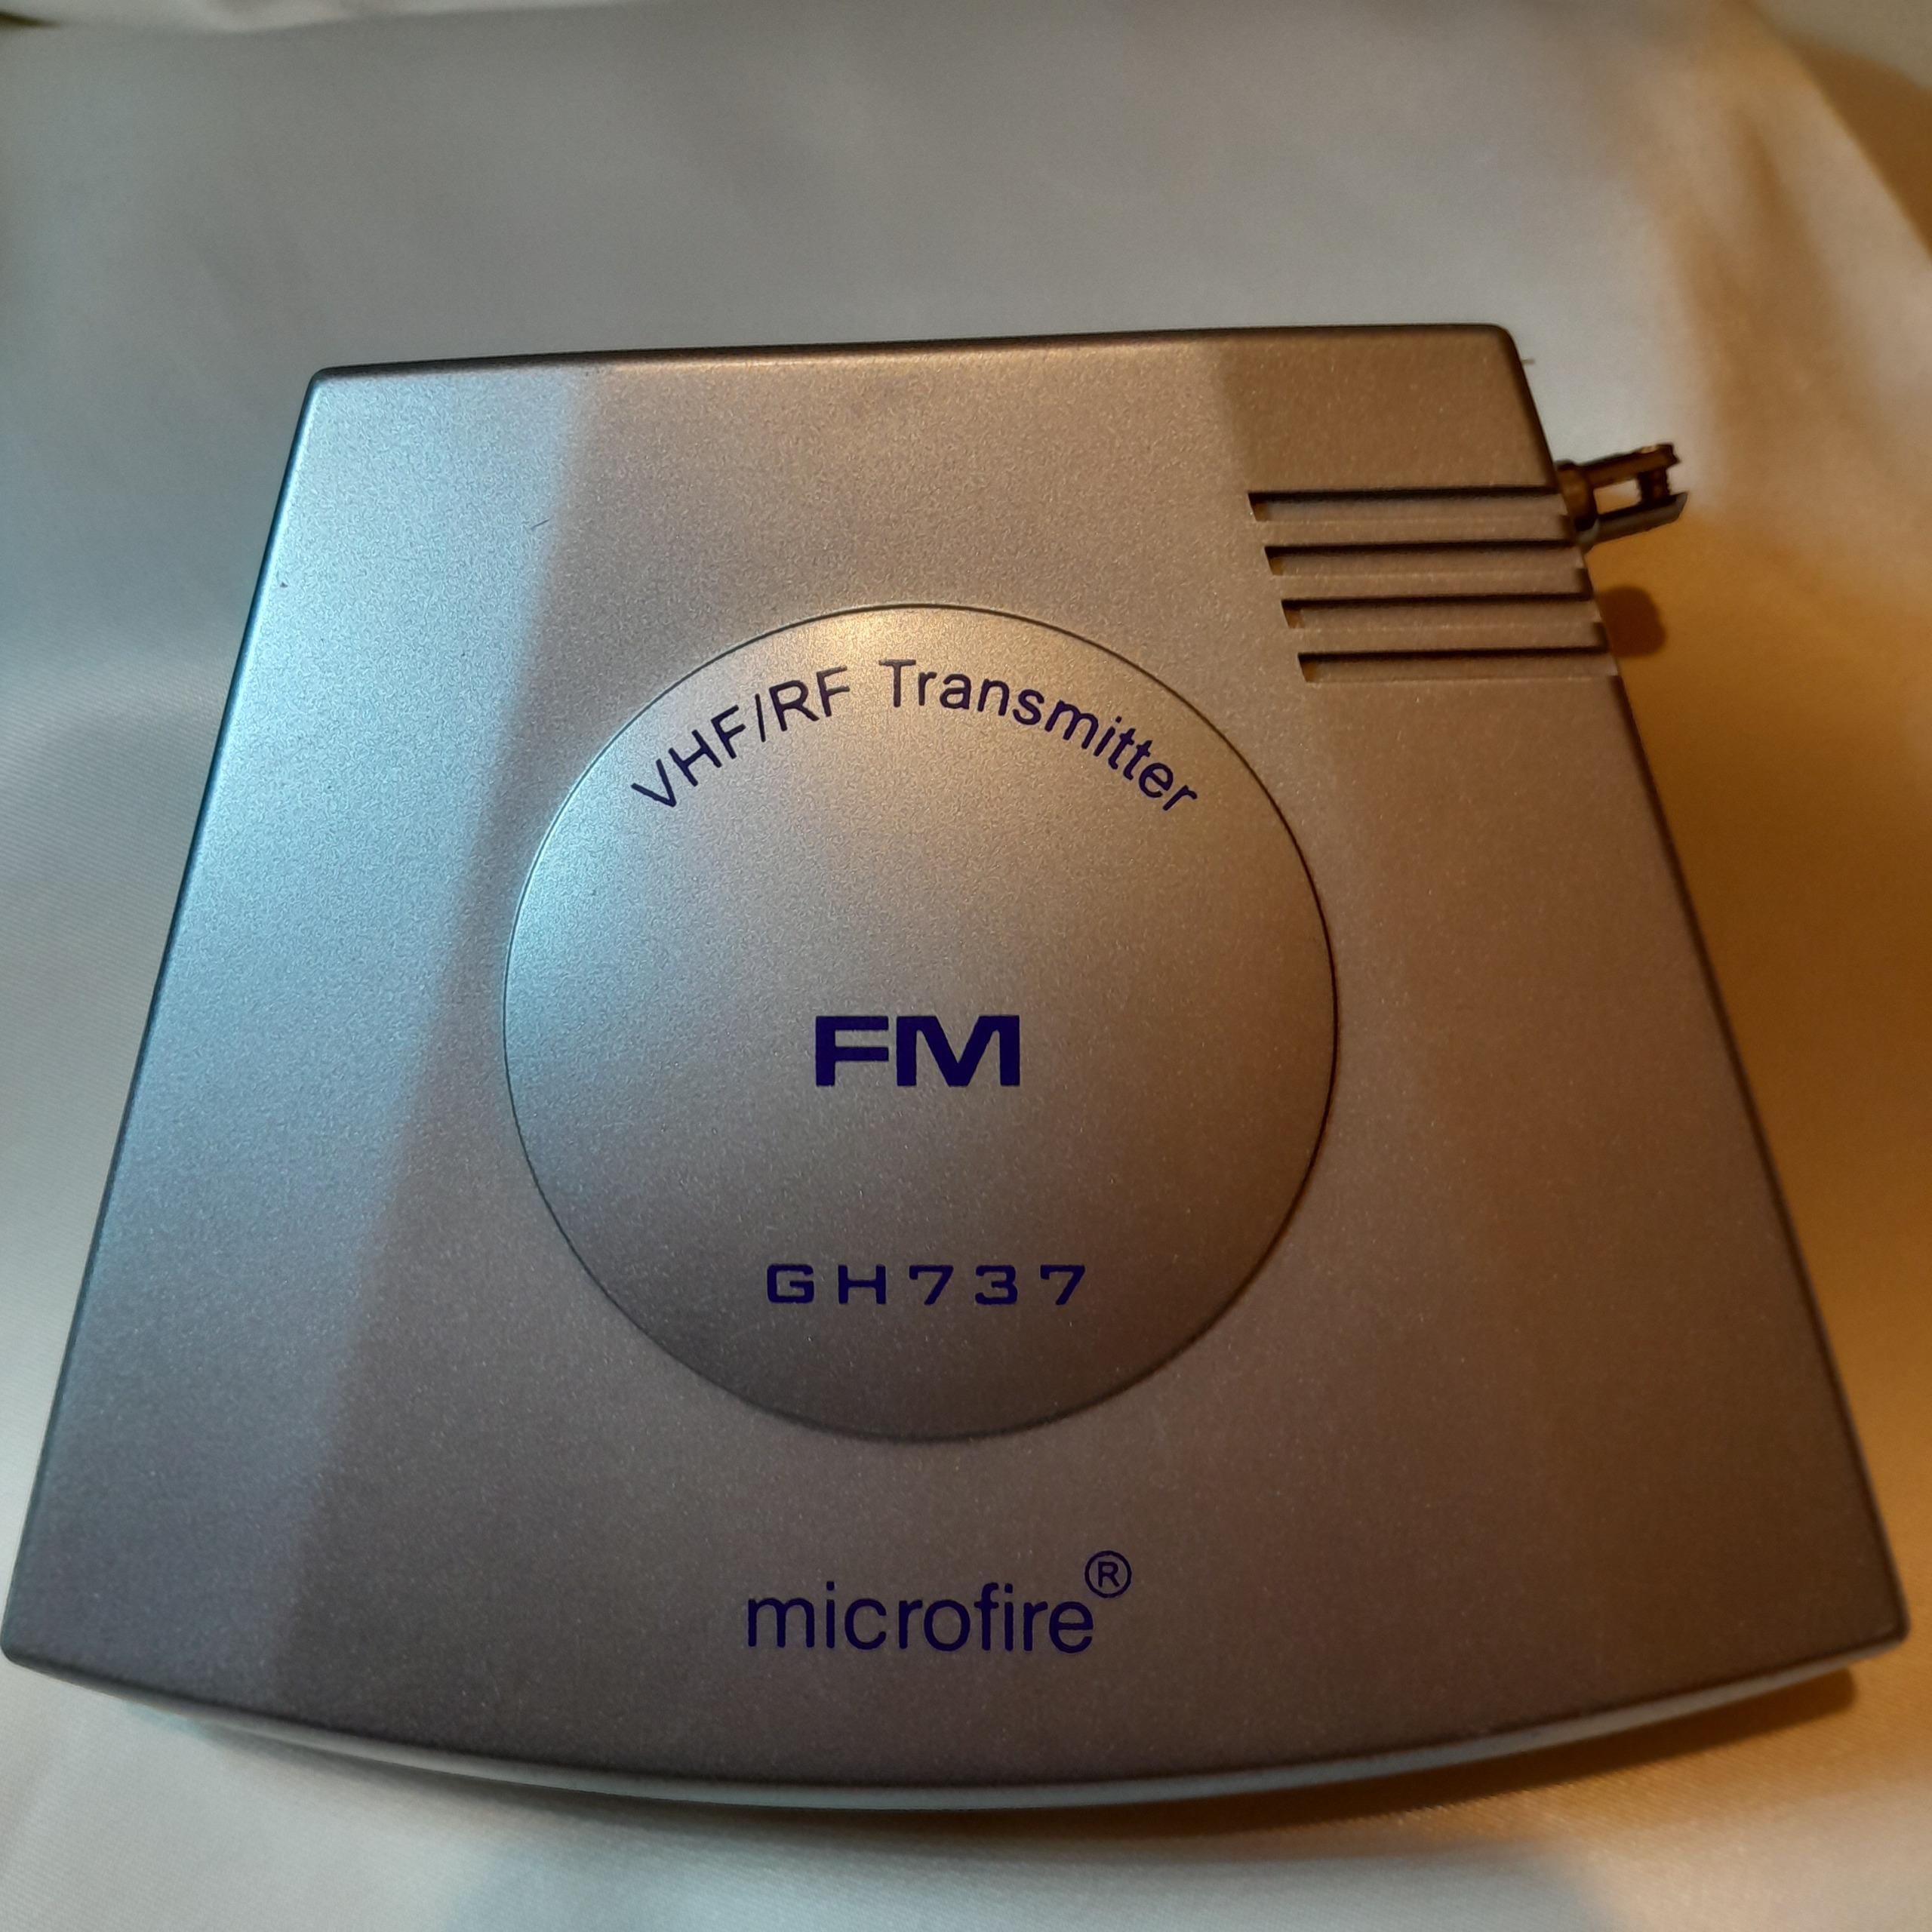 VHF/RF Transmitter
FM
GH737
microfire®